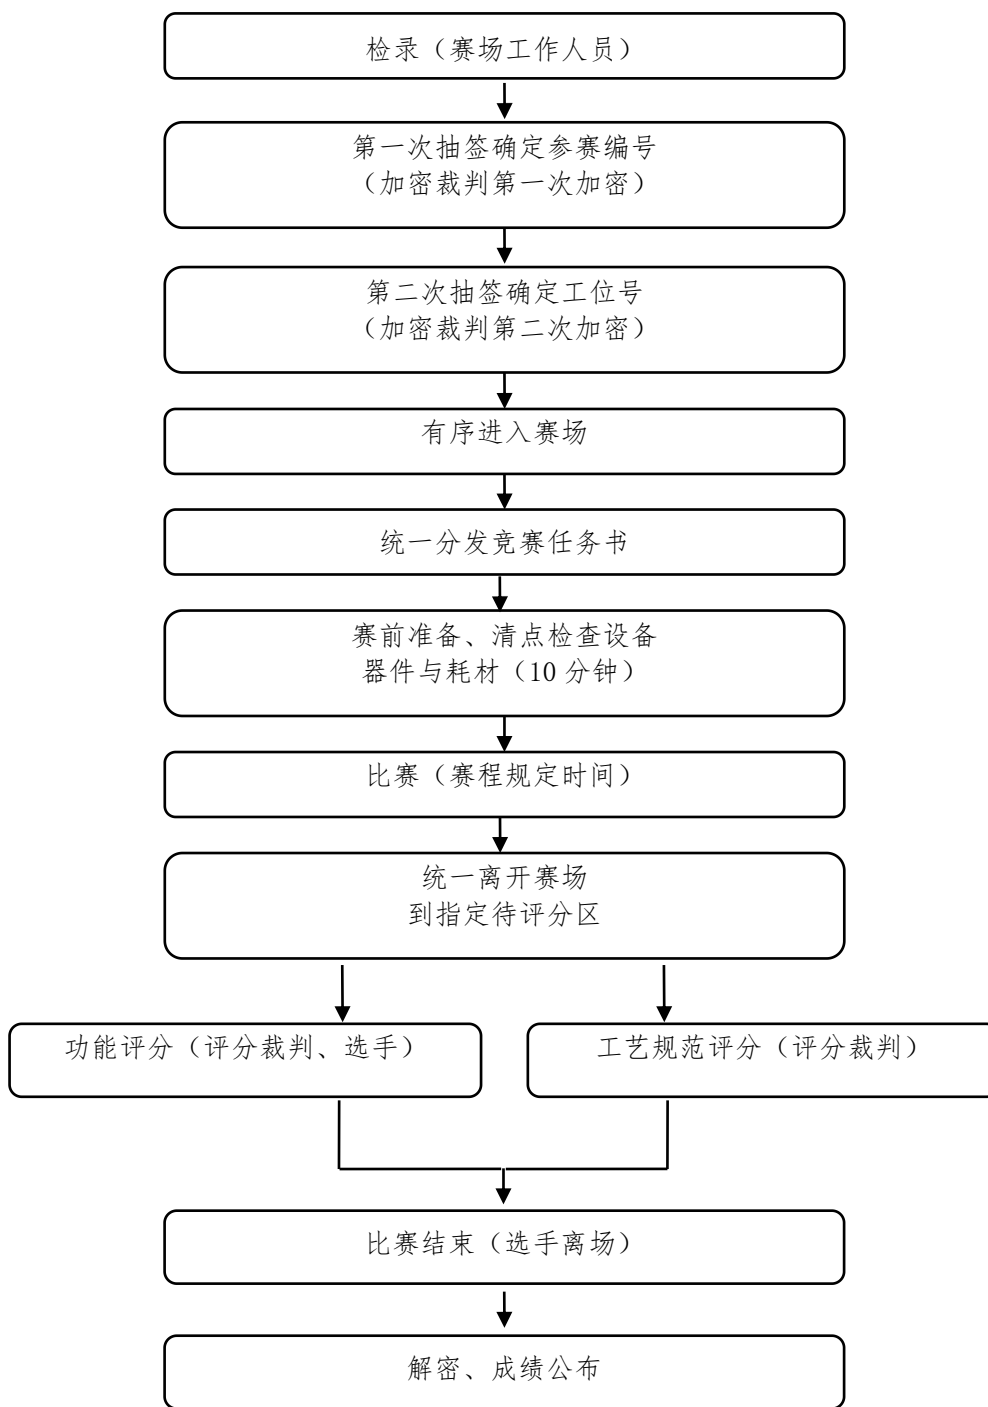 检录（赛场工作人员）
第一次抽签确定参赛编号
（加密裁判第一次加密）
第二次抽签确定工位号
（加密裁判第二次加密）
有序进入赛场
统一分发竞赛任务书
赛前准备、清点检查设备
器件与耗材（10 分钟）
比赛（赛程规定时间）
统一离开赛场
到指定待评分区
功能评分（评分裁判、选手）
工艺规范评分（评分裁判）
比赛结束（选手离场）
解密、成绩公布